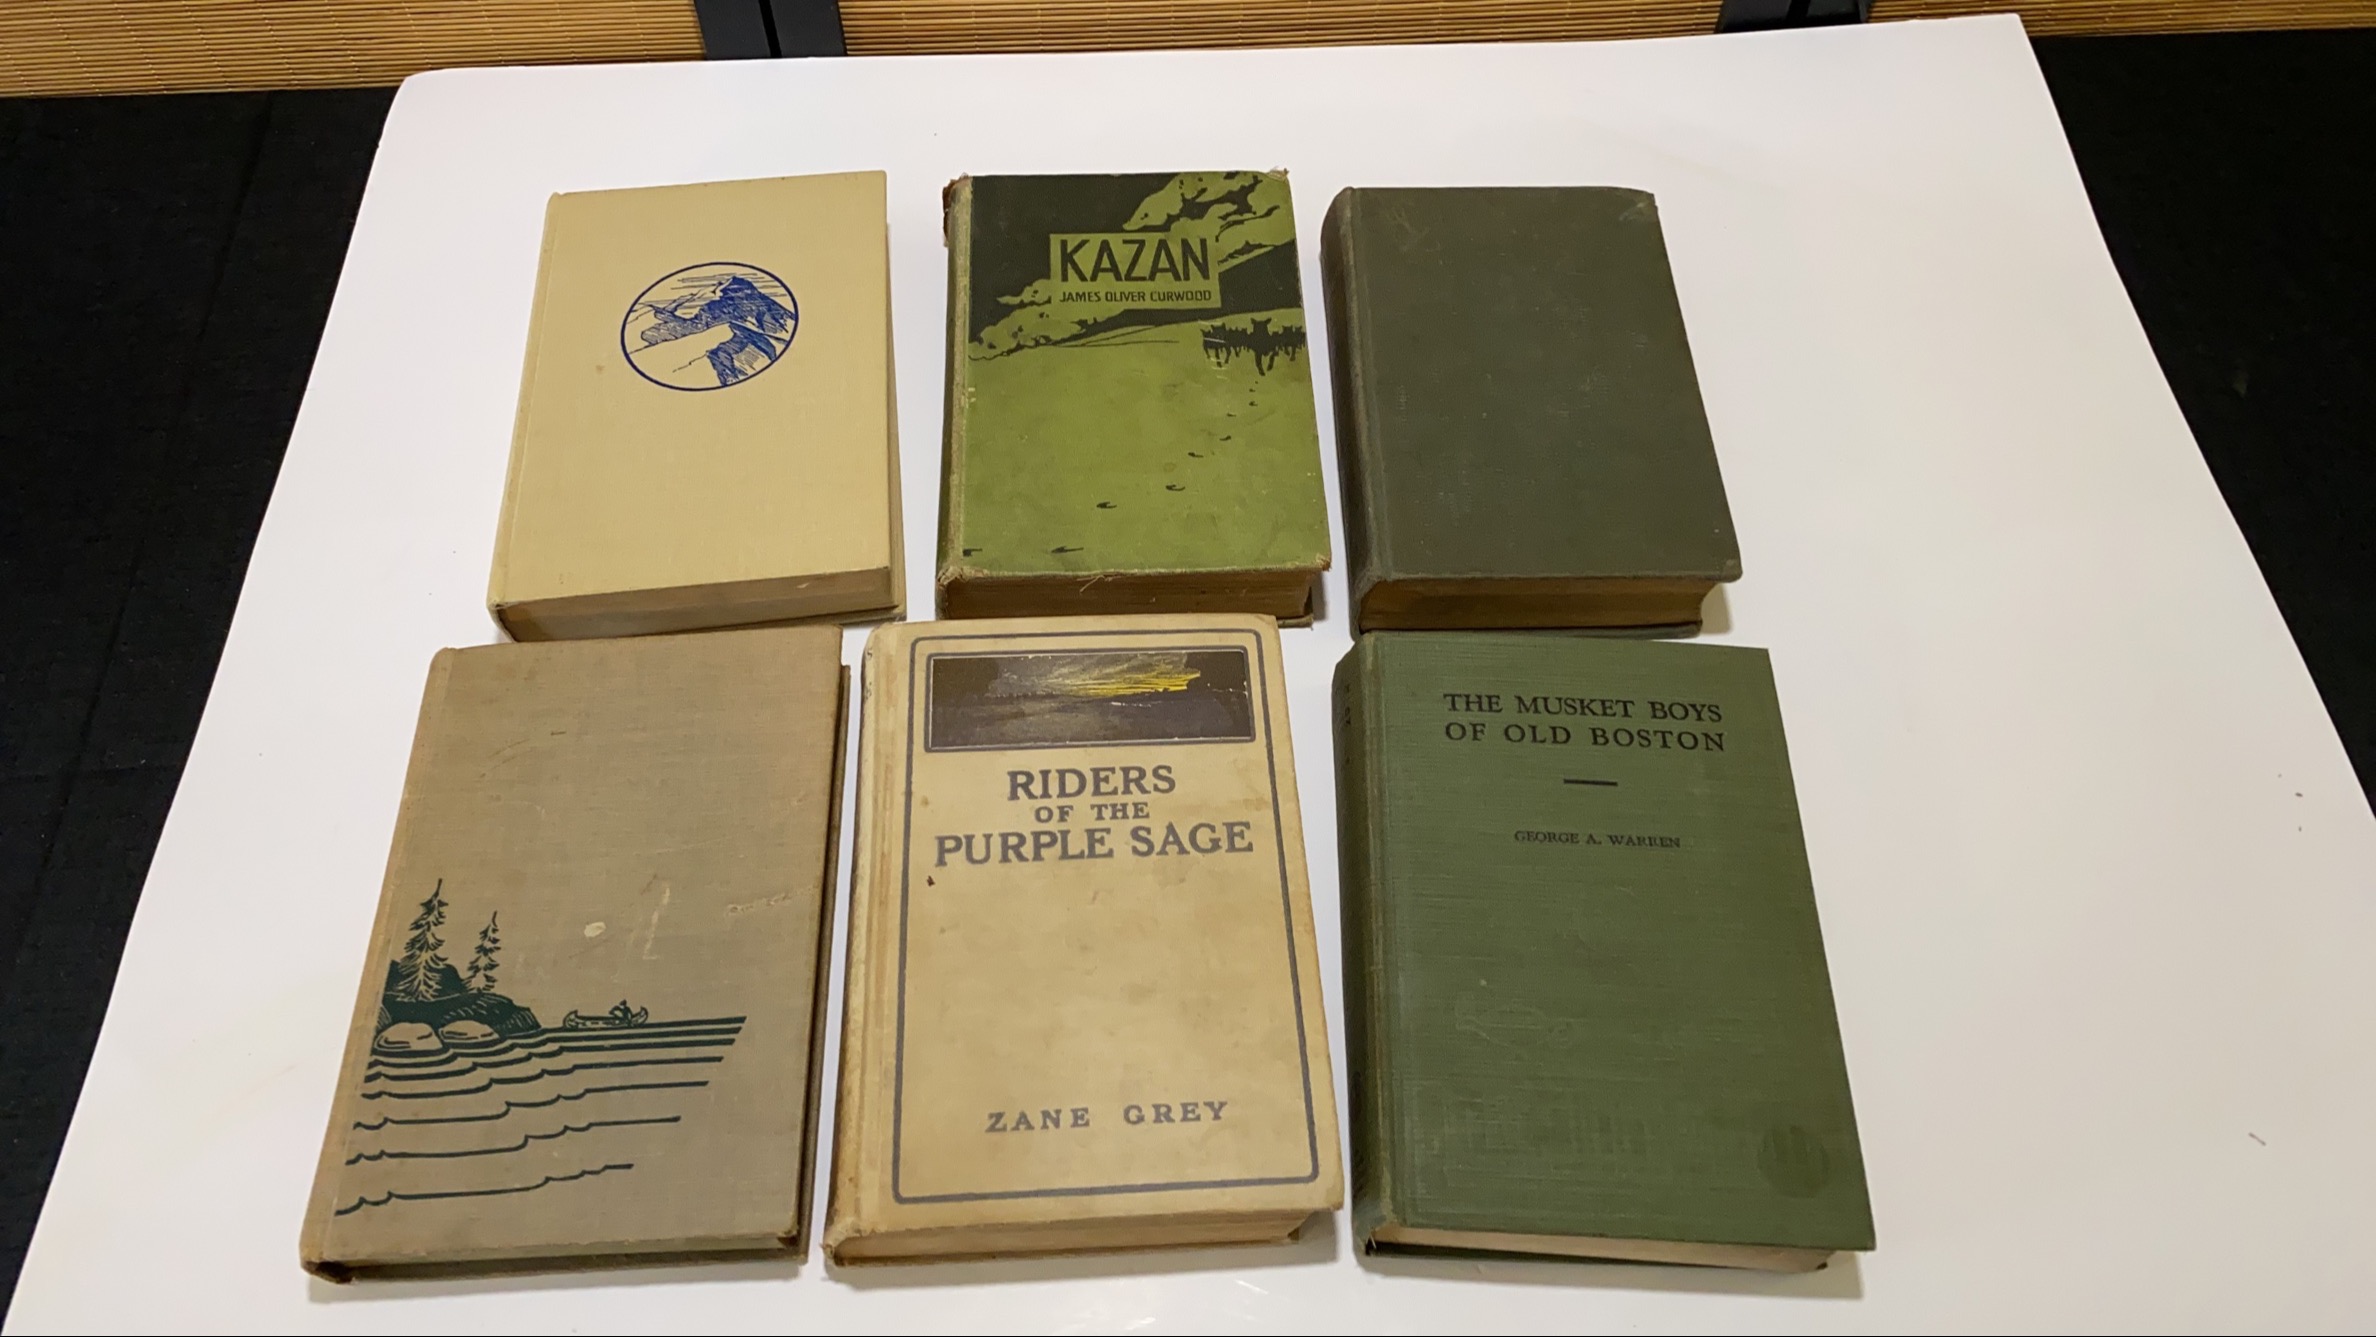 KAZAN
JAMES OLIVER CURWOOD
RIDERS
OF THE
PURPLE SAGE
ZANE GREY
THE MUSKET BOYS
OF OLD BOSTON
GEORGE A. WARREN